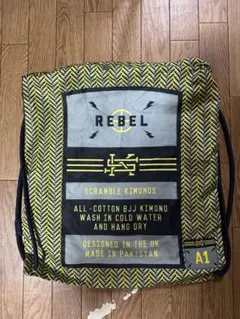 REBEL
SCRAMBLE KIMONOS
ALL-COTTON BJJ KIMONO
WASH IN COLD WATER
AND HANG DRY
DESIGNED IN THE UK
MADE IN PAKISTAN
A1